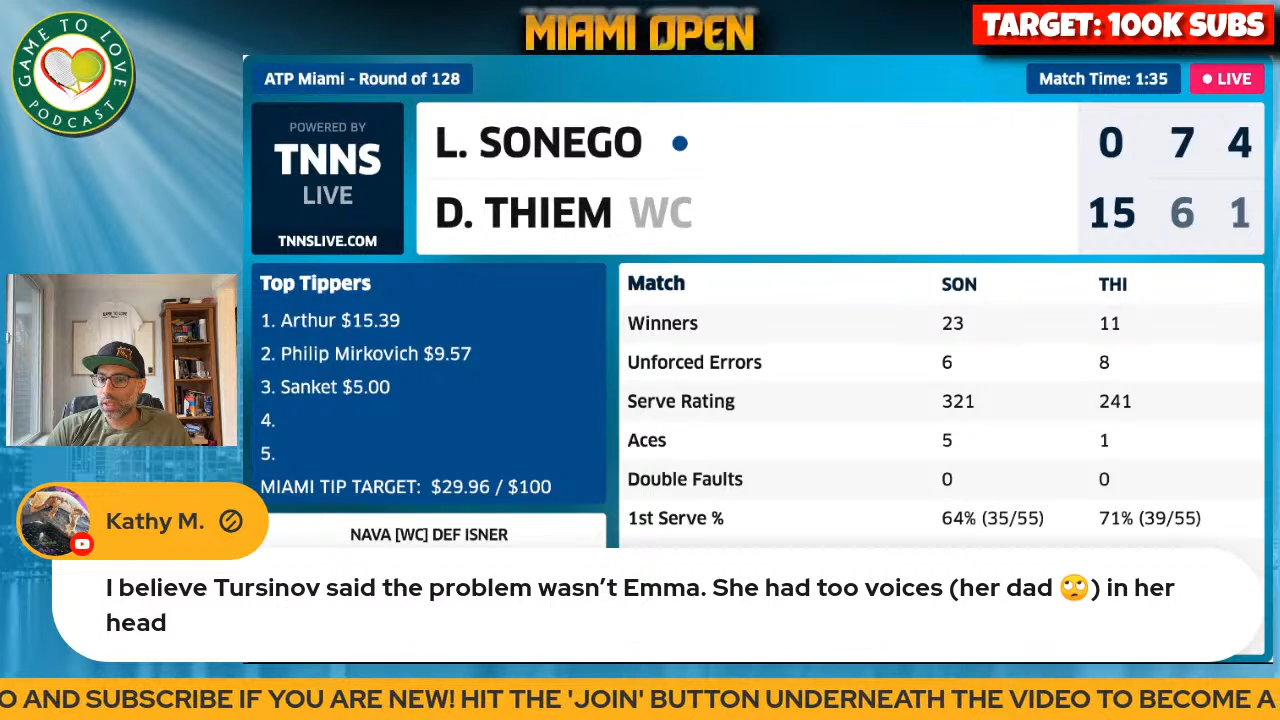 GAME TO LOVE
PODCAST
MIAMI OPEN
TARGET: 100K SUBS
ATP Miami - Round of 128
Match Time: 1:35
LIVE
POWERED BY
TNNS
LIVE
TNNSLIVE.COM
L. SONEGO 0 7 4
D. THIEM WC 15 6 1
Top Tippers
1. Arthur $15.39
2. Philip Mirkovich $9.57
3. Sanket $5.00
4.
5.
MIAMI TIP TARGET: $29.96 / $100
NAVA [WC] DEF ISNER
Match SON THI
Winners 23 11
Unforced Errors 6 8
Serve Rating 321 241
Aces 5 1
Double Faults 0 0
1st Serve % 64% (35/55) 71% (39/55)
Kathy M.
I believe Tursinov said the problem wasn’t Emma. She had too voices (her dad 🙄) in her
head
O AND SUBSCRIBE IF YOU ARE NEW! HIT THE 'JOIN' BUTTON UNDERNEATH THE VIDEO TO BECOME A